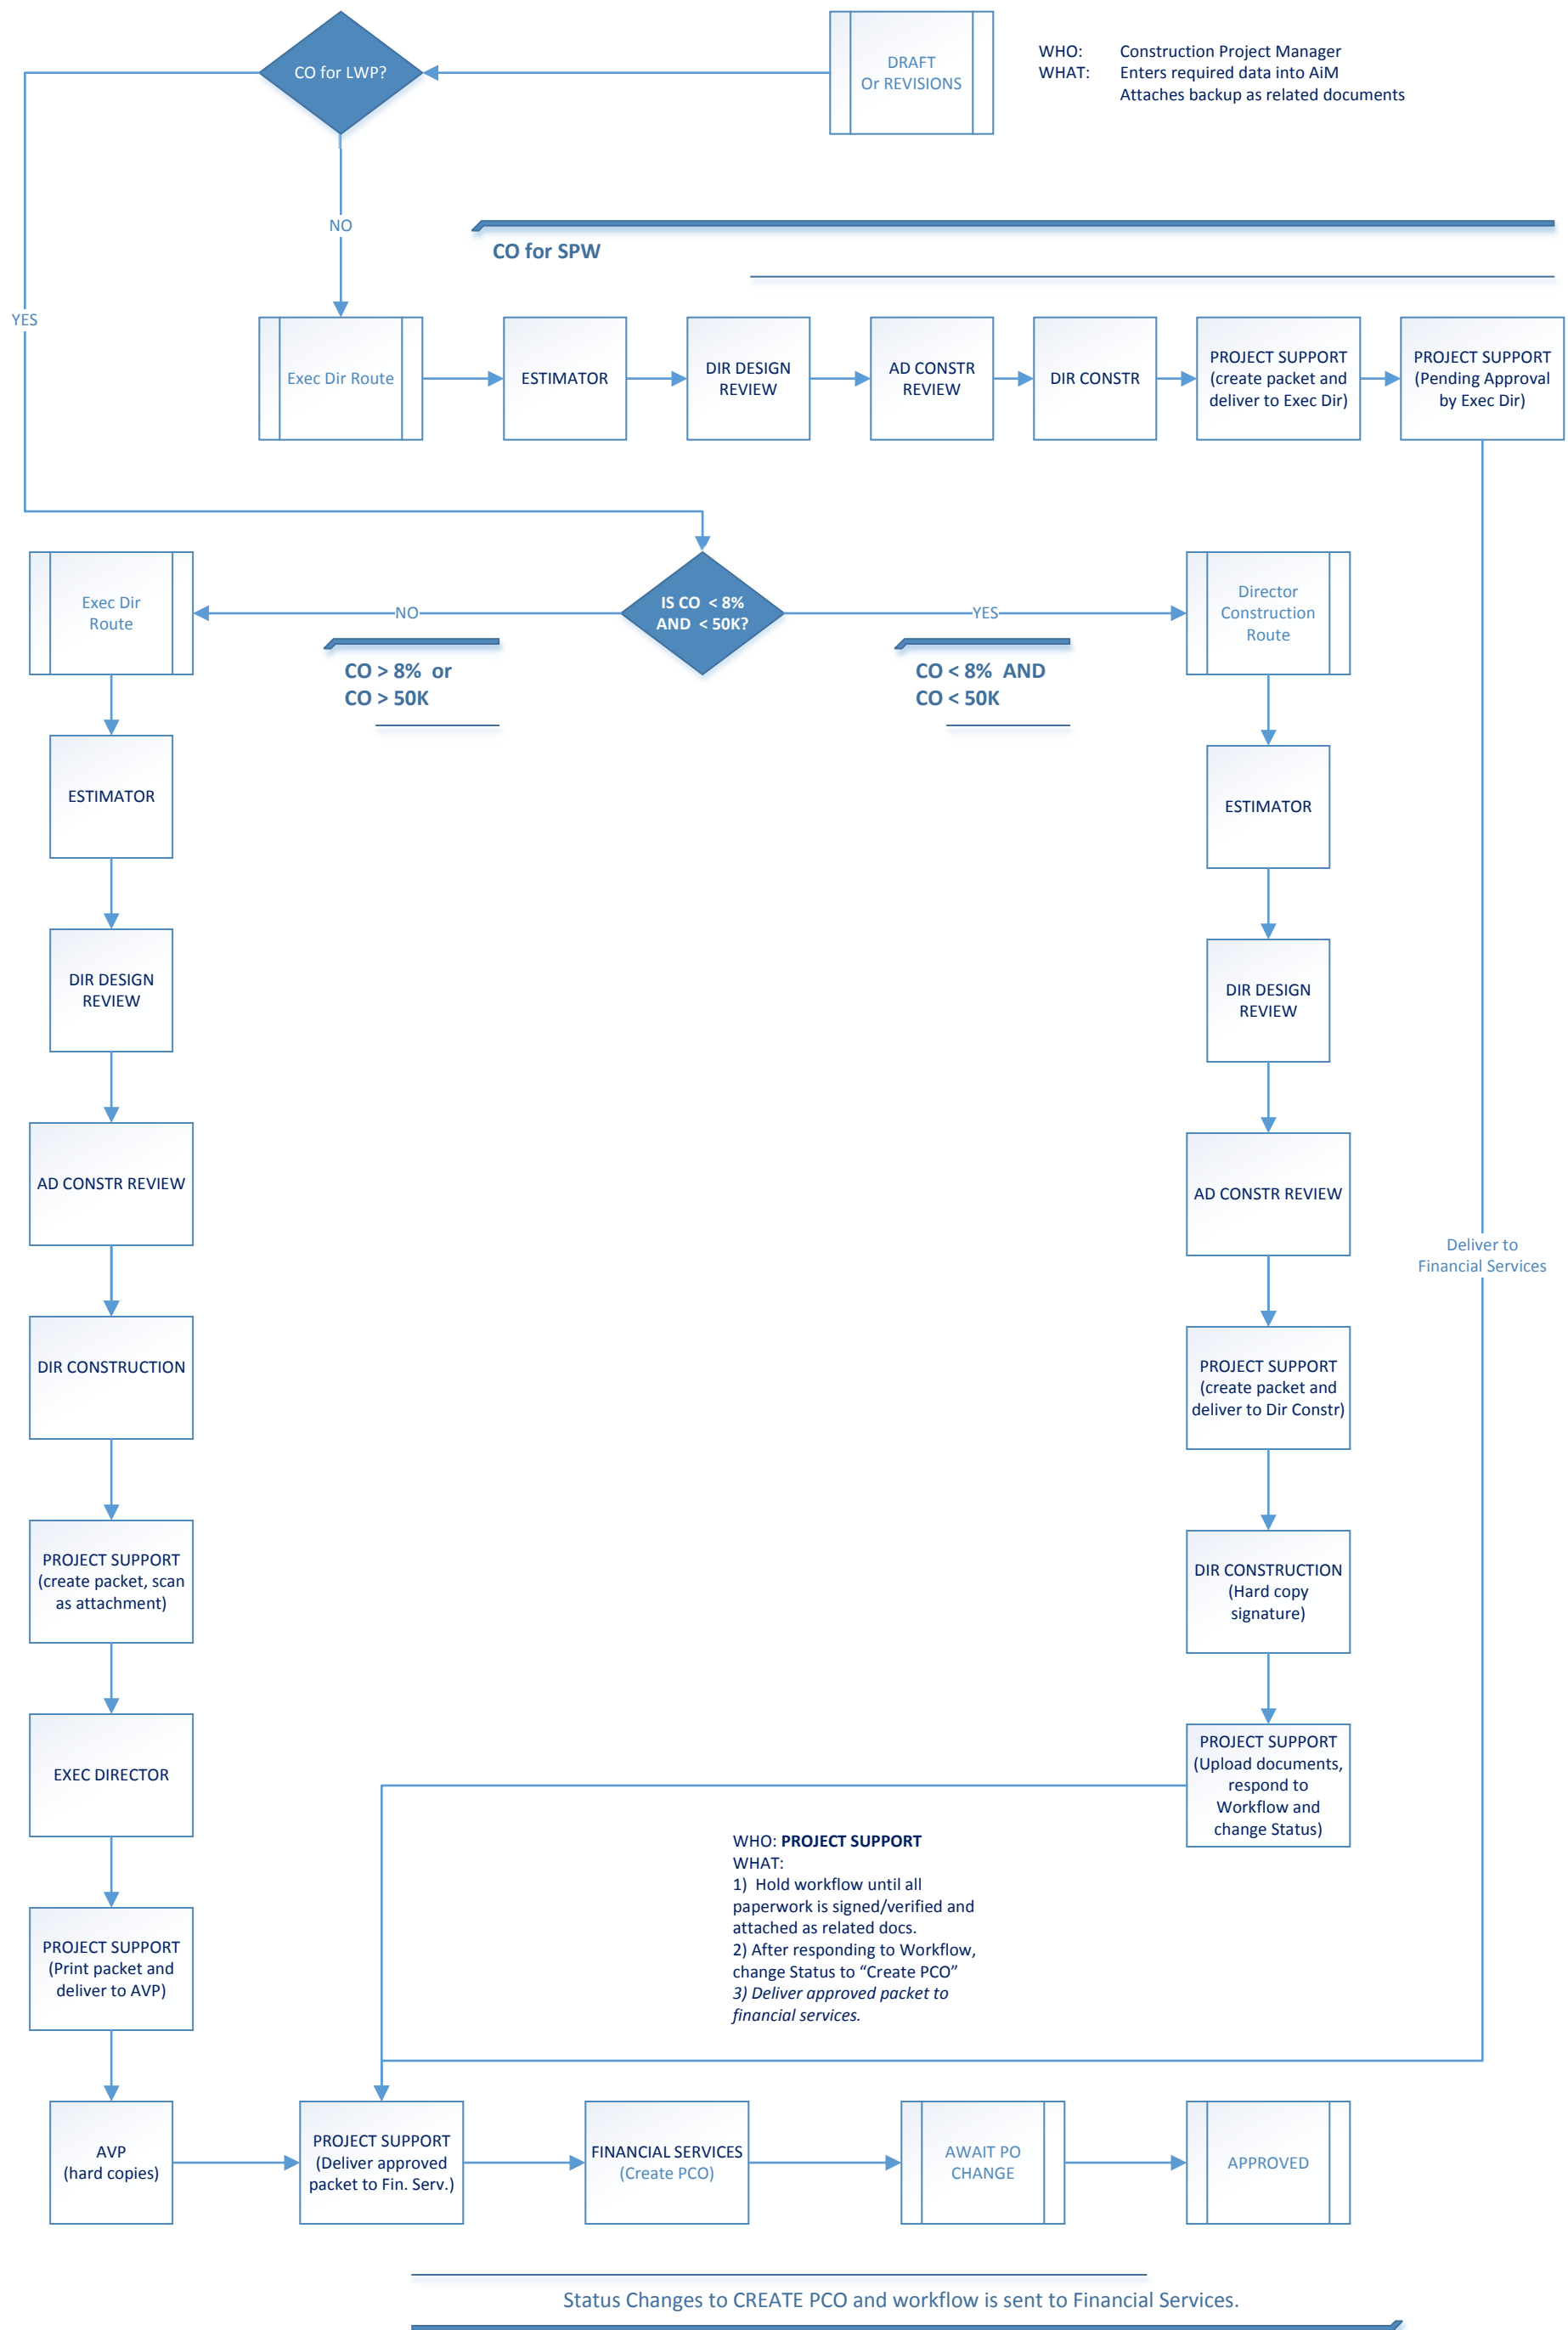 CO for LWP?
DRAFT
Or REVISIONS
WHO: Construction Project Manager
WHAT: Enters required data into AiM
Attaches backup as related documents
NO
YES
CO for SPW
Exec Dir Route
ESTIMATOR
DIR DESIGN
REVIEW
AD CONSTR
REVIEW
DIR CONSTR
PROJECT SUPPORT
(create packet and
deliver to Exec Dir)
PROJECT SUPPORT
(Pending Approval
by Exec Dir)
Exec Dir
Route
NO
IS CO < 8%
AND < 50K?
YES
Director
Construction
Route
CO > 8% or
CO > 50K
CO < 8% AND
CO < 50K
ESTIMATOR
DIR DESIGN
REVIEW
AD CONSTR REVIEW
DIR CONSTRUCTION
PROJECT SUPPORT
(create packet, scan
as attachment)
EXEC DIRECTOR
PROJECT SUPPORT
(Print packet and
deliver to AVP)
AVP
(hard copies)
ESTIMATOR
DIR DESIGN
REVIEW
AD CONSTR REVIEW
PROJECT SUPPORT
(create packet and
deliver to Dir Constr)
DIR CONSTRUCTION
(Hard copy
signature)
PROJECT SUPPORT
(Upload documents,
respond to
Workflow and
change Status)
Deliver to
Financial Services
WHO: PROJECT SUPPORT
WHAT:
1) Hold workflow until all
paperwork is signed/verified and
attached as related docs.
2) After responding to Workflow,
change Status to “Create PCO”
3) Deliver approved packet to
financial services.
PROJECT SUPPORT
(Deliver approved
packet to Fin. Serv.)
FINANCIAL SERVICES
(Create PCO)
AWAIT PO
CHANGE
APPROVED
Status Changes to CREATE PCO and workflow is sent to Financial Services.